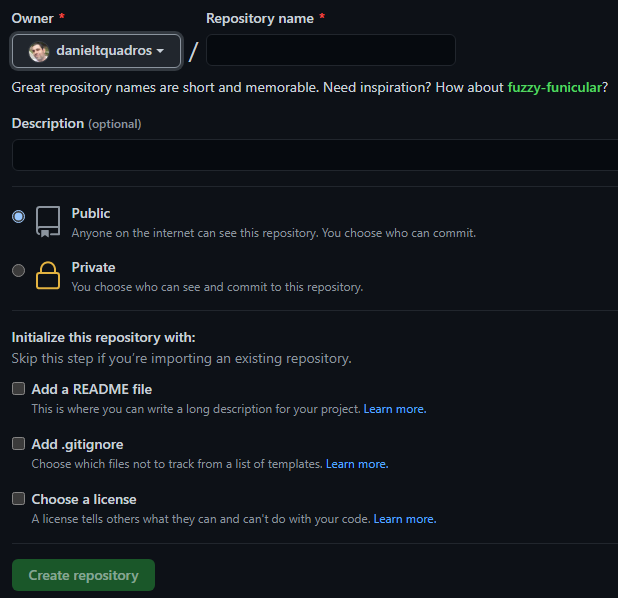 Owner * Repository name *
danieltquadros /
Great repository names are short and memorable. Need inspiration? How about fuzzy-funicular?
Description (optional)
Public
Anyone on the internet can see this repository. You choose who can commit.
Private
You choose who can see and commit to this repository.
Initialize this repository with:
Skip this step if you’re importing an existing repository.
Add a README file
This is where you can write a long description for your project. Learn more.
Add .gitignore
Choose which files not to track from a list of templates. Learn more.
Choose a license
A license tells others what they can and can't do with your code. Learn more.
Create repository